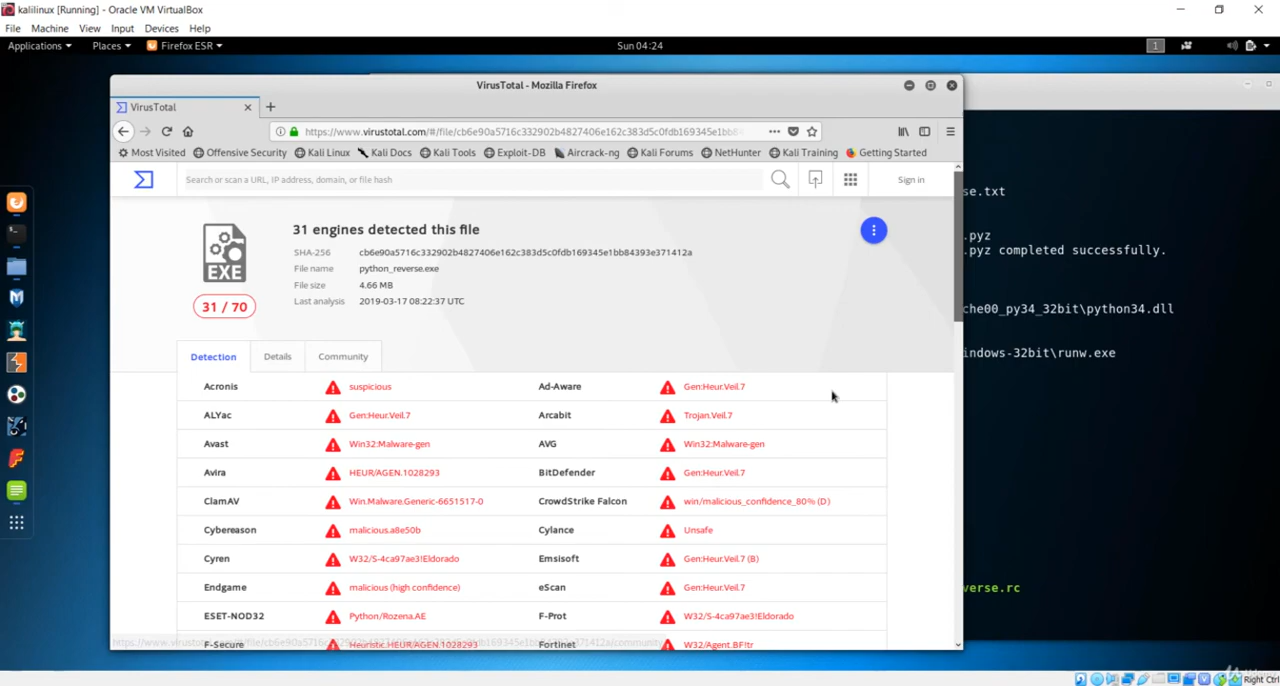 kalilinux [Running] - Oracle VM VirtualBox
File Machine View Input Devices Help
Applications Places Firefox ESR Sun 04:24 1
VirusTotal - Mozilla Firefox
VirusTotal
https://www.virustotal.com/#/file/cb6e90a5716c332902b4827406e162c383d5c0fdb169345e1bb84
Most Visited Offensive Security Kali Linux Kali Docs Kali Tools Exploit-DB Aircrack-ng Kali Forums NetHunter Kali Training Getting Started
Search or scan a URL, IP address, domain, or file hash Sign in
se.txt
31 engines detected this file
.pyz
SHA-256 cb6e90a5716c332902b4827406e162c383d5c0fdb169345e1bb84393e371412a
.pyz completed successfully.
EXE
File name python_reverse.exe
File size 4.66 MB
Last analysis 2019-03-17 08:22:37 UTC
31 / 70
che00_py34_32bit\python34.dll
indows-32bit\runw.exe
Detection Details Community
Acronis suspicious Ad-Aware Gen:Heur.Veil.7
ALYac Gen:Heur.Veil.7 Arcabit Trojan.Veil.7
Avast Win32:Malware-gen AVG Win32:Malware-gen
Avira HEUR/AGEN.1028293 BitDefender Gen:Heur.Veil.7
ClamAV Win.Malware.Generic-6651517-0 CrowdStrike Falcon win/malicious_confidence_80% (D)
Cybereason malicious.a8e50b Cylance Unsafe
Cyren W32/S-4ca97ae3!Eldorado Emsisoft Gen:Heur.Veil.7 (B)
Endgame malicious (high confidence) eScan Gen:Heur.Veil.7
verse.rc
ESET-NOD32 Python/Rozena.AE F-Prot W32/S-4ca97ae3!Eldorado
F-Secure Heuristic.HEUR/AGEN.1028293 Fortinet W32/Agent.BF!tr
https://www.virustotal.com/#/file/cb6e90a5716c332902b4827406e162c383d5c0fdb169345e1bb84393e371412a/community
Right Ctrl